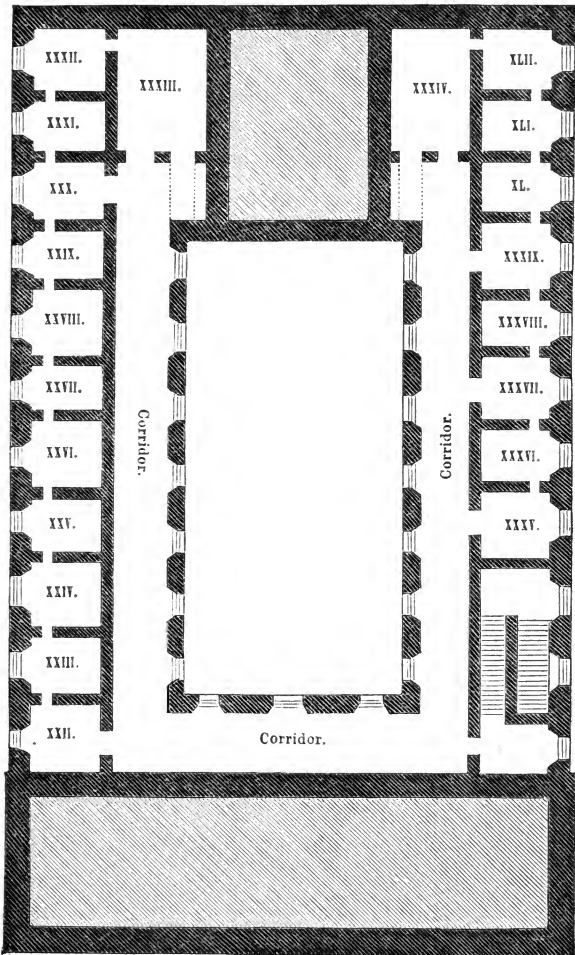 XXXII.
XXXIII.
XXXIV.
XLII.
XXXI.
XLI.
XXX.
XL.
XXIX.
XXXIX.
XXVIII.
XXXVIII.
XXVII.
XXXVII.
Corridor.
Corridor.
XXVI.
XXXVI.
XXV.
XXXV.
XXIV.
XXIII.
XXII.
Corridor.